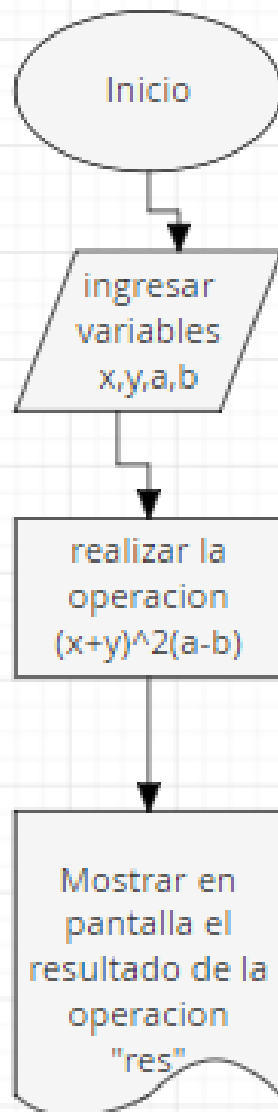 Inicio
ingresar
variables
x,y,a,b
realizar la
operacion
(x+y)^2(a-b)
Mostrar en
pantalla el
resultado de la
operacion
"res"